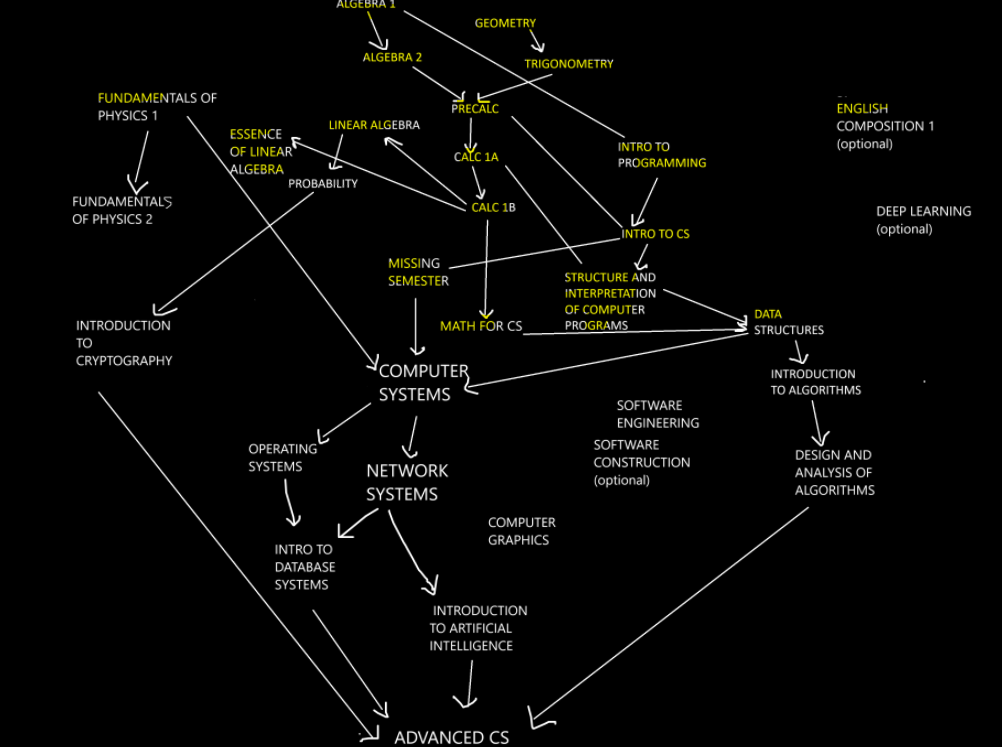 ALGEBRA 1
GEOMETRY
ALGEBRA 2
TRIGONOMETRY
FUNDAMENTALS OF
PHYSICS 1
PRECALC
ENGLISH
COMPOSITION 1
(optional)
ESSENCE
OF LINEAR
ALGEBRA
LINEAR ALGEBRA
CALC 1A
INTRO TO
PROGRAMMING
PROBABILITY
FUNDAMENTALS
OF PHYSICS 2
CALC 1B
DEEP LEARNING
(optional)
INTRO TO CS
MISSING
SEMESTER
STRUCTURE AND
INTERPRETATION
OF COMPUTER
PROGRAMS
INTRODUCTION
TO
CRYPTOGRAPHY
MATH FOR CS
DATA
STRUCTURES
COMPUTER
SYSTEMS
INTRODUCTION
TO ALGORITHMS
SOFTWARE
ENGINEERING
OPERATING
SYSTEMS
SOFTWARE
CONSTRUCTION
(optional)
NETWORK
SYSTEMS
DESIGN AND
ANALYSIS OF
ALGORITHMS
COMPUTER
GRAPHICS
INTRO TO
DATABASE
SYSTEMS
INTRODUCTION
TO ARTIFICIAL
INTELLIGENCE
ADVANCED CS